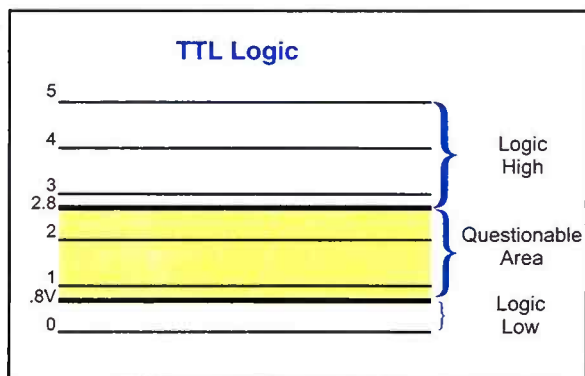 TTL Logic
5
4
3
2.8
2
1
.8V
0
Logic
High
Questionable
Area
Logic
Low